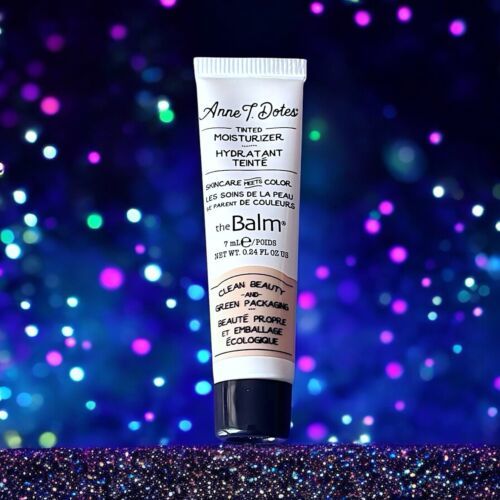 Anne T. Dotes®
TINTED
MOISTURIZER
HYDRATANT
TEINTÉ
SKINCARE MEETS COLOR
LES SOINS DE LA PEAU
SE PARENT DE COULEURS
theBalm®
7 mL℮/POIDS
NET WT. 0.24 FL OZ US
CLEAN BEAUTY
-AND-
GREEN PACKAGING
BEAUTÉ PROPRE
ET EMBALLAGE
ÉCOLOGIQUE